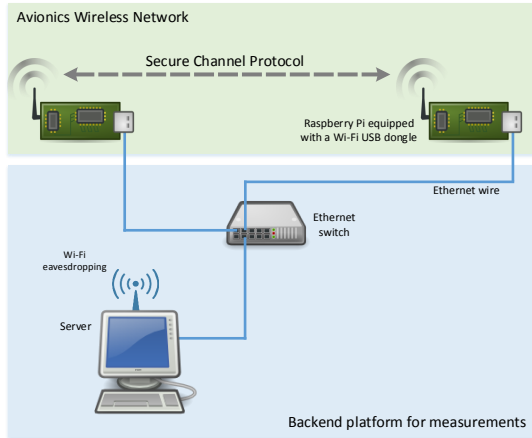 Avionics Wireless Network
Secure Channel Protocol
Raspberry Pi equipped
with a Wi-Fi USB dongle
Ethernet wire
Ethernet
switch
Wi-Fi
eavesdropping
Server
Backend platform for measurements